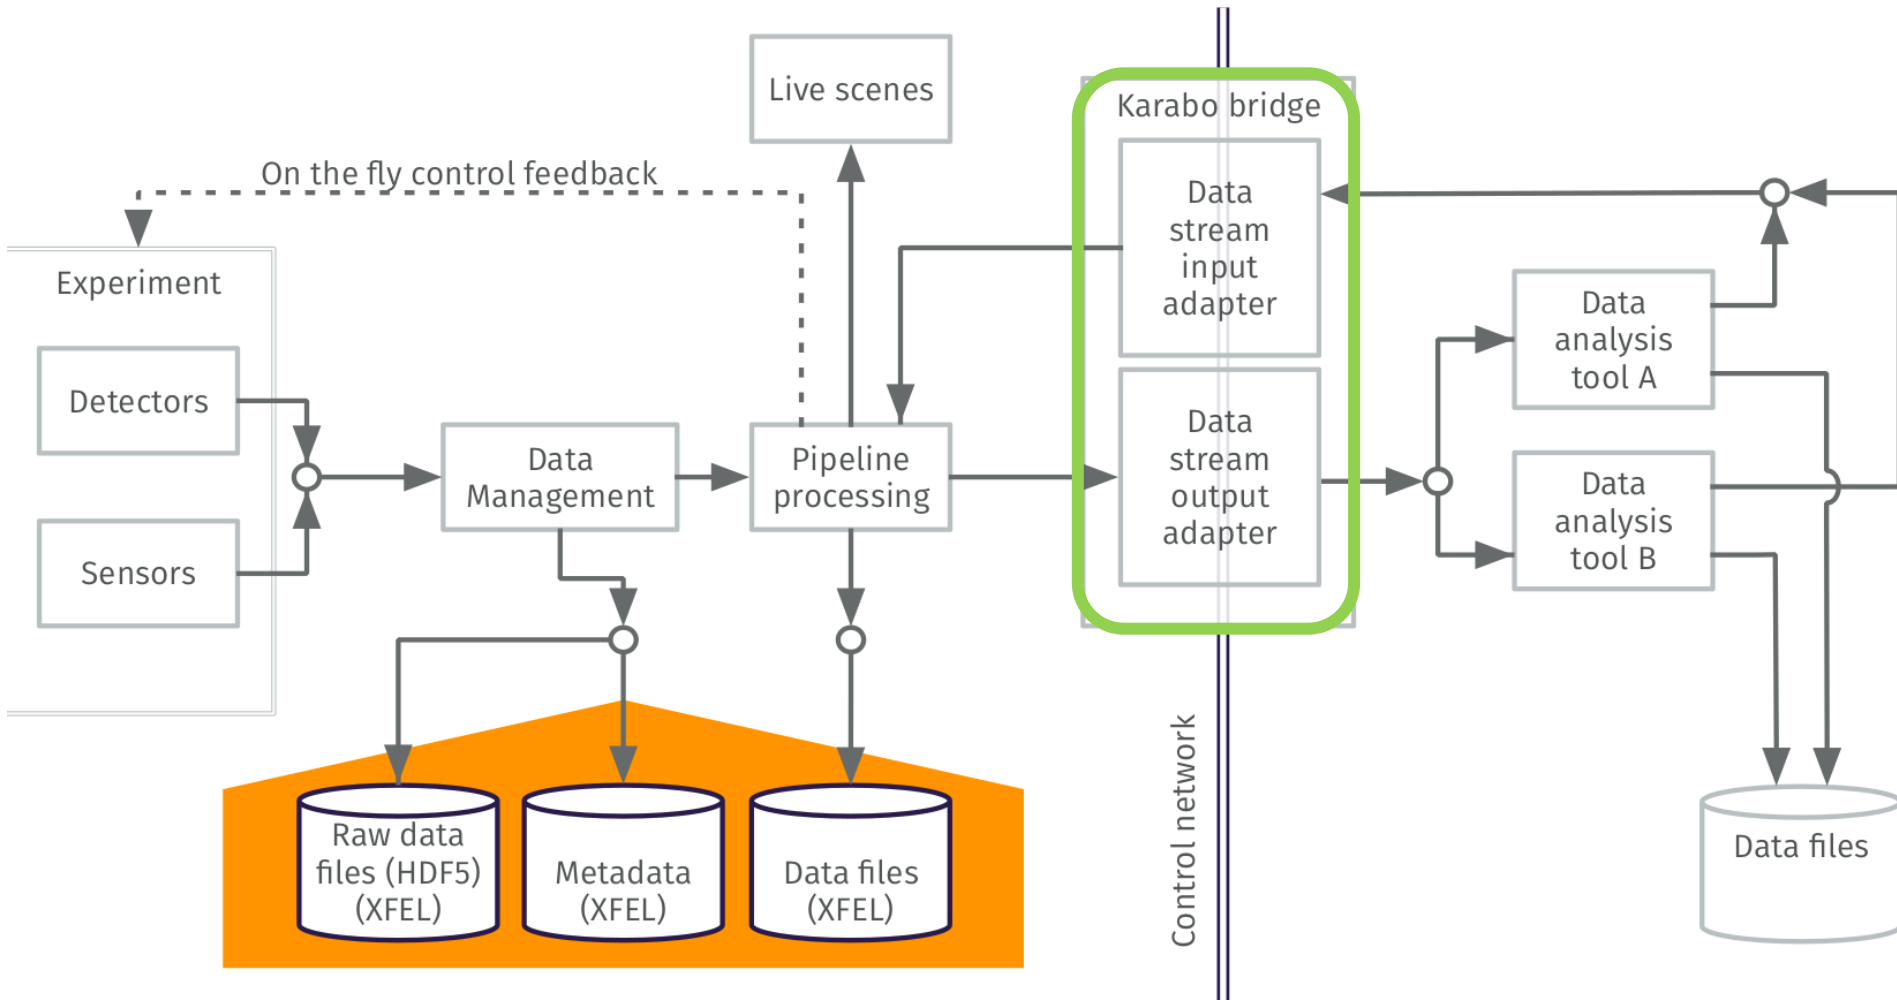 Live scenes
Karabo bridge
On the fly control feedback
Data
stream
input
adapter
Experiment
Data
analysis
tool A
Detectors
Data
stream
output
adapter
Data
Management
Pipeline
processing
Data
analysis
tool B
Sensors
Control network
Raw data
files (HDF5)
(XFEL)
Metadata
(XFEL)
Data files
(XFEL)
Data files